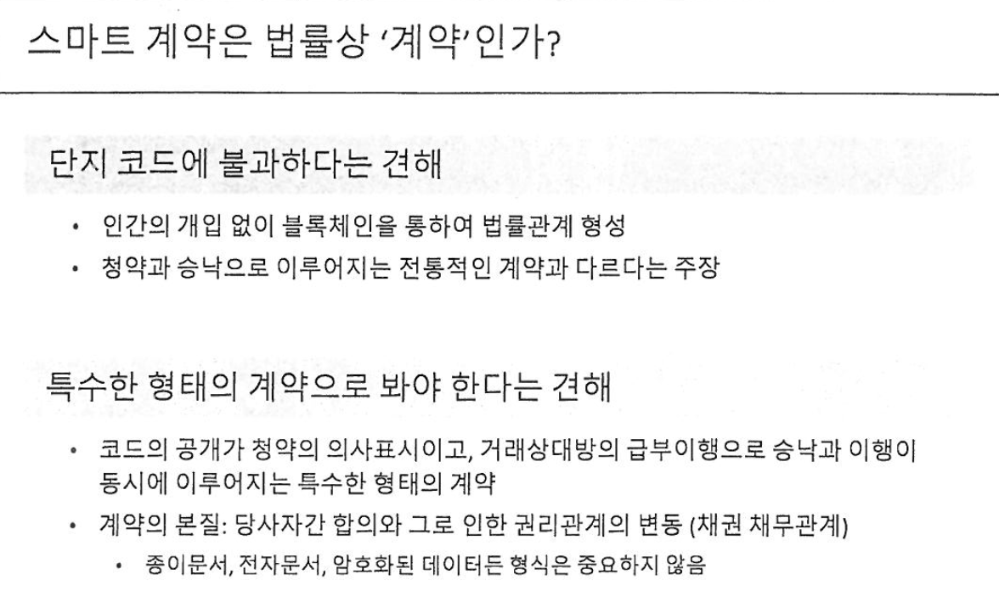 스마트 계약은 법률상 ‘계약’인가?
단지 코드에 불과하다는 견해
• 인간의 개입 없이 블록체인을 통하여 법률관계 형성
• 청약과 승낙으로 이루어지는 전통적인 계약과 다르다는 주장
특수한 형태의 계약으로 봐야 한다는 견해
• 코드의 공개가 청약의 의사표시이고, 거래상대방의 급부이행으로 승낙과 이행이
동시에 이루어지는 특수한 형태의 계약
• 계약의 본질: 당사자간 합의와 그로 인한 권리관계의 변동 (채권 채무관계)
• 종이문서, 전자문서, 암호화된 데이터든 형식은 중요하지 않음